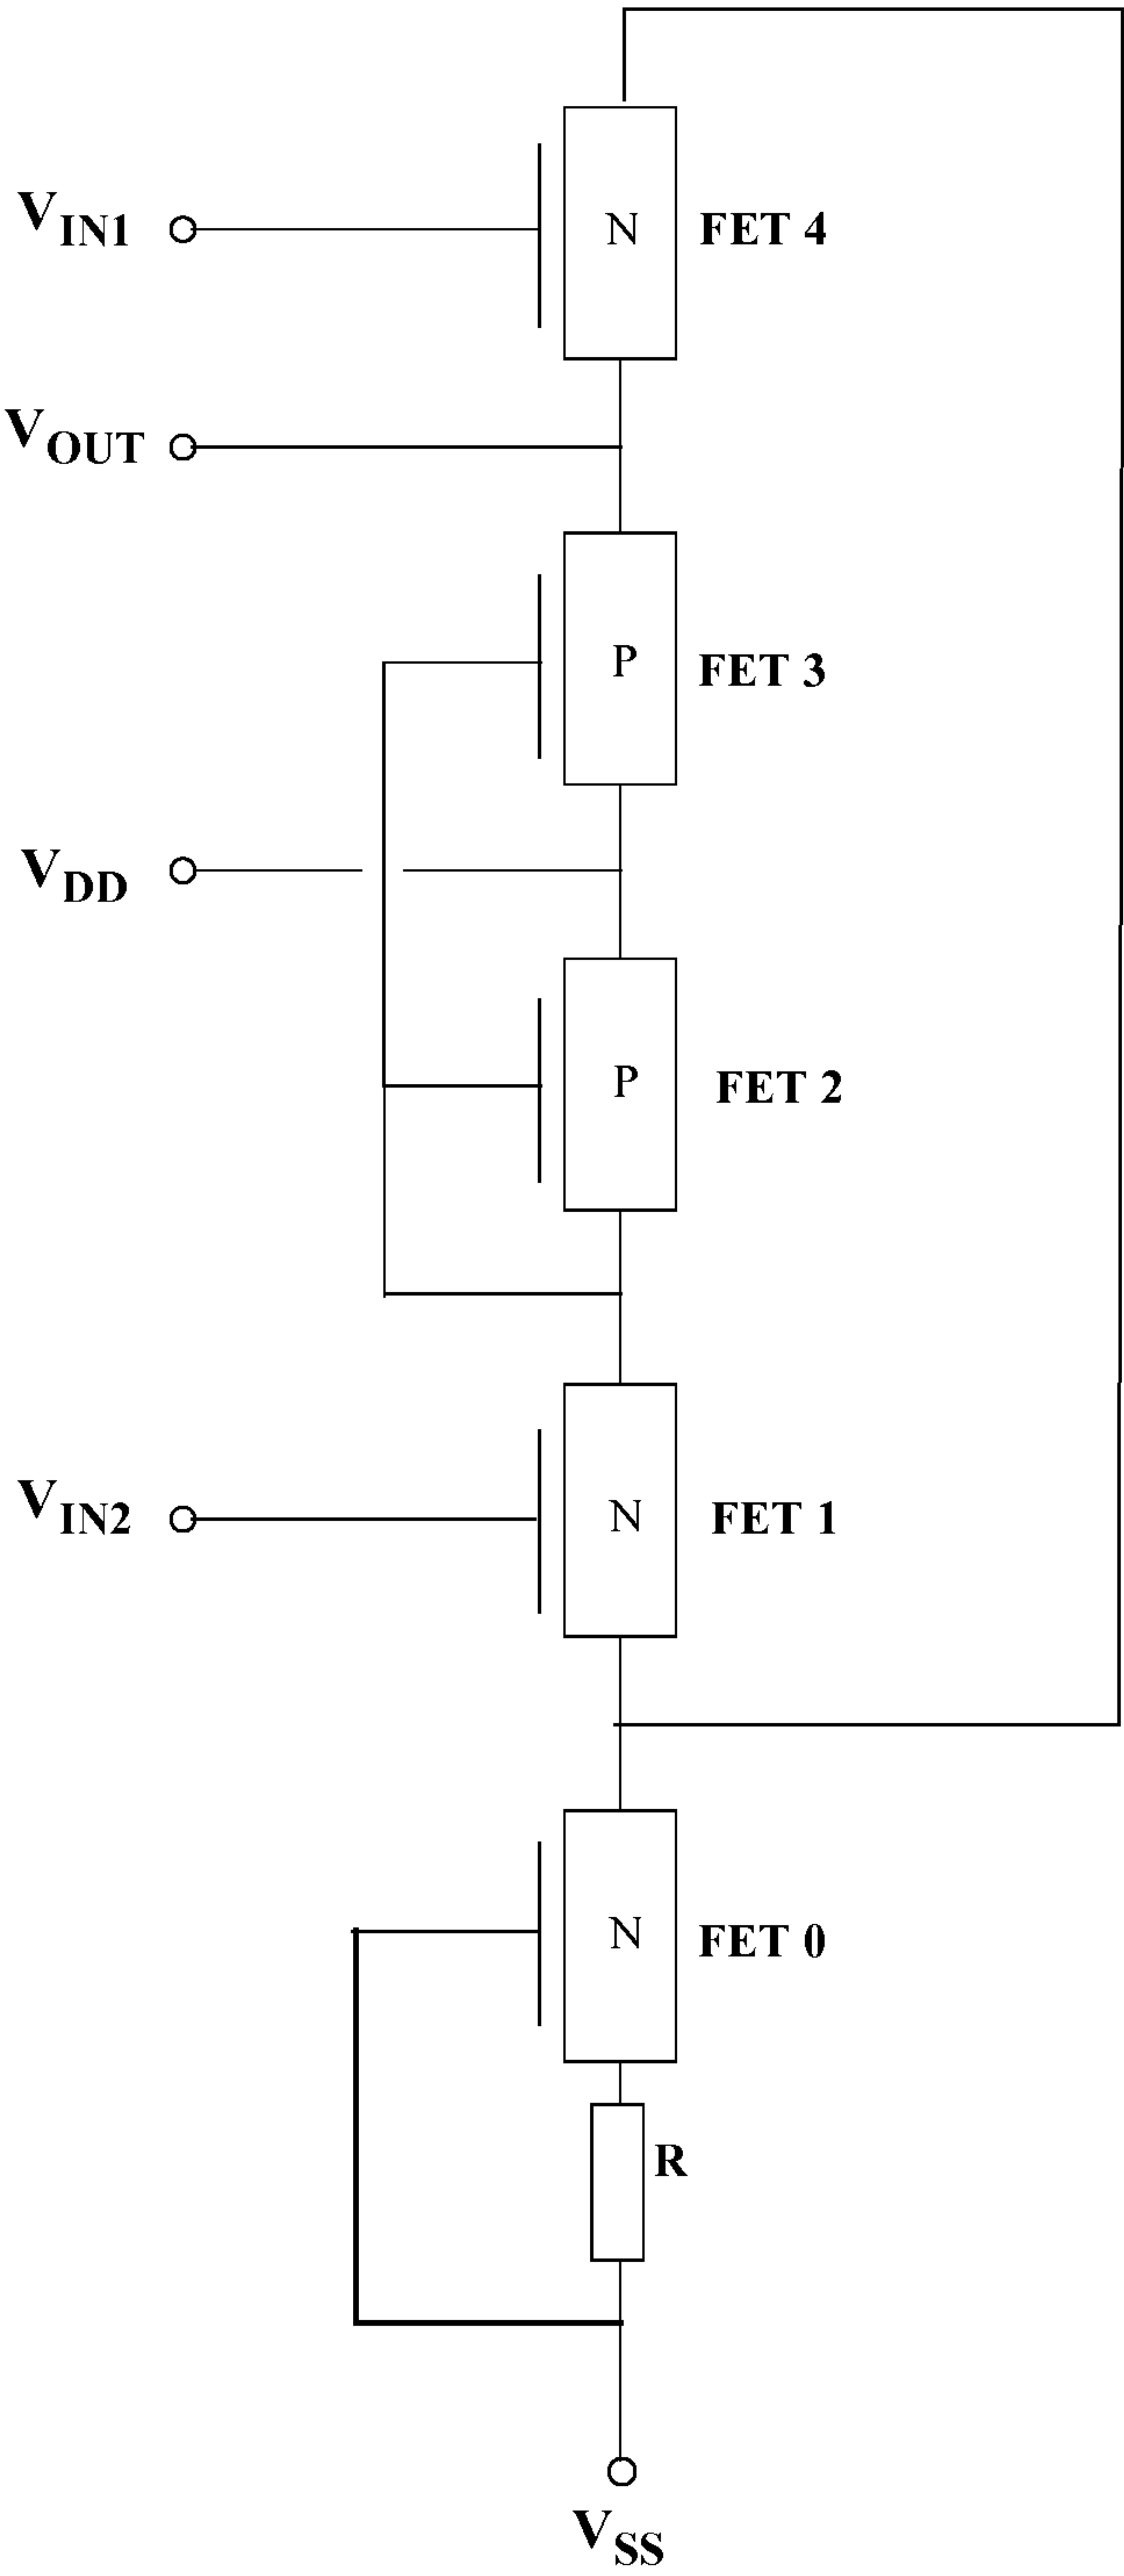 V_IN1
N
FET 4
V_OUT
P
FET 3
V_DD
P
FET 2
V_IN2
N
FET 1
N
FET 0
R
V_SS